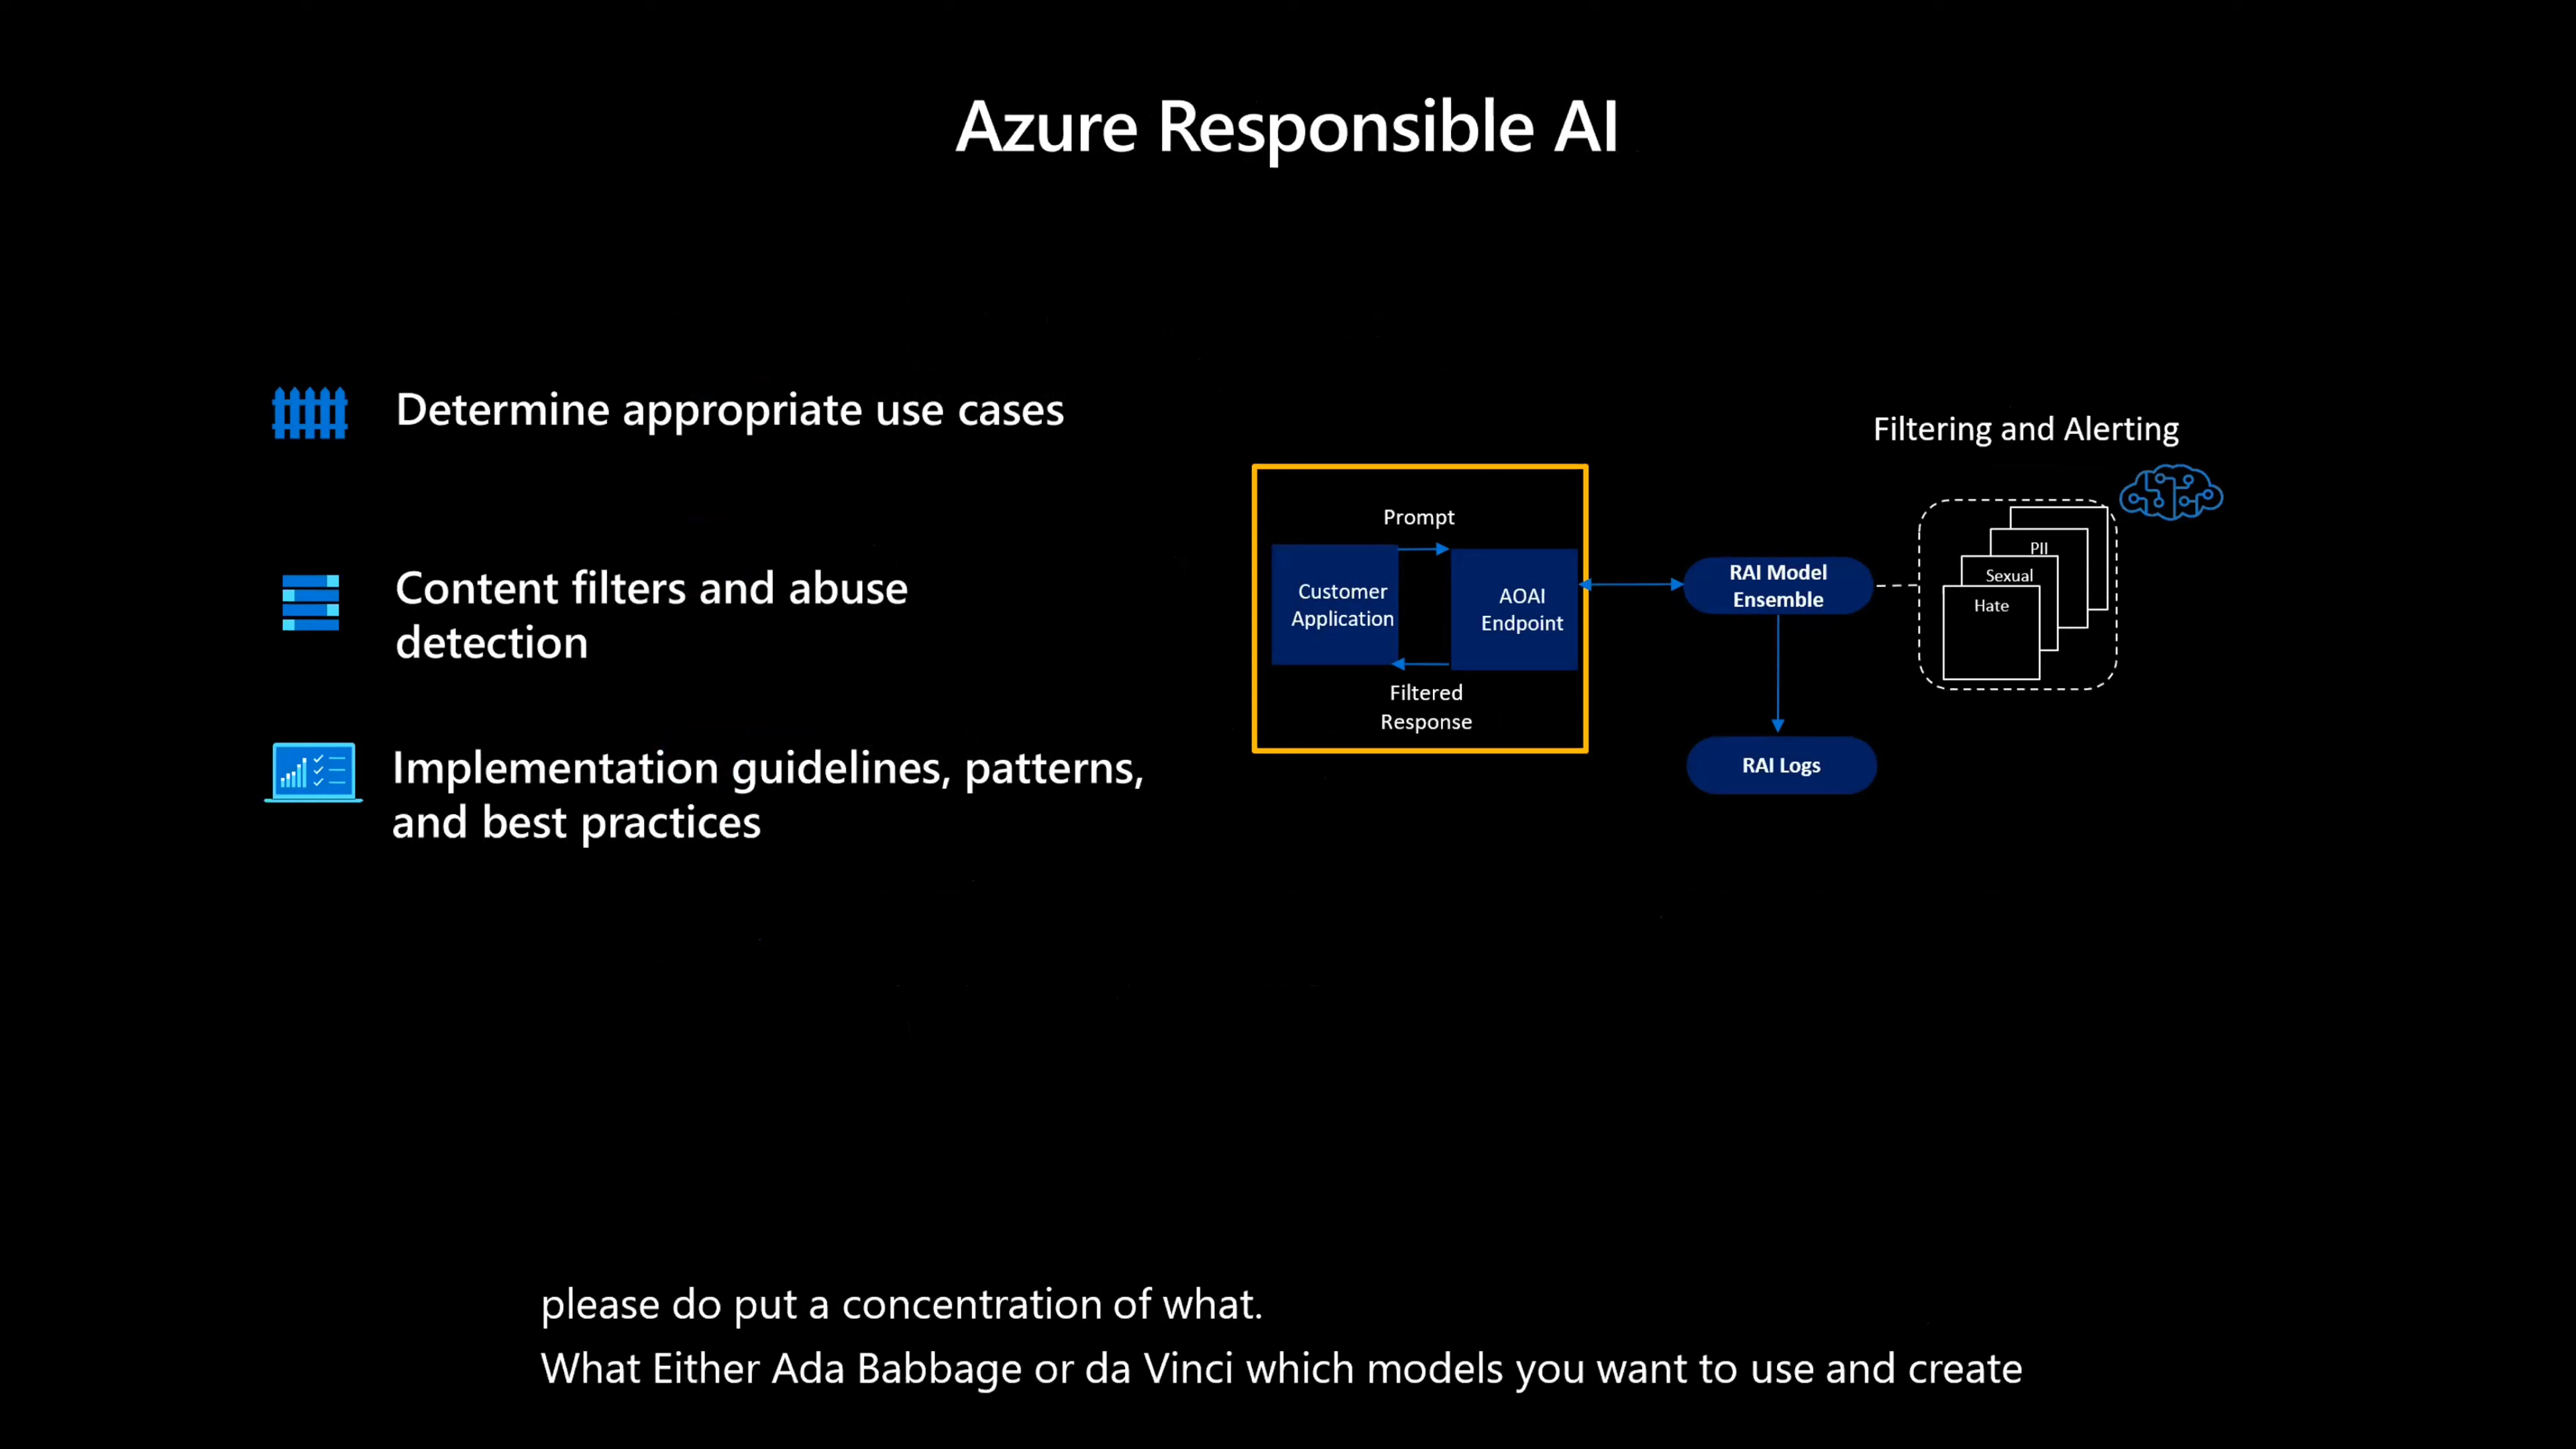 Azure Responsible AI
Determine appropriate use cases
Content filters and abuse
detection
Implementation guidelines, patterns,
and best practices
Prompt
Customer
Application
AOAI
Endpoint
Filtered
Response
RAI Model
Ensemble
RAI Logs
Filtering and Alerting
PII
Sexual
Hate
please do put a concentration of what.
What Either Ada Babbage or da Vinci which models you want to use and create